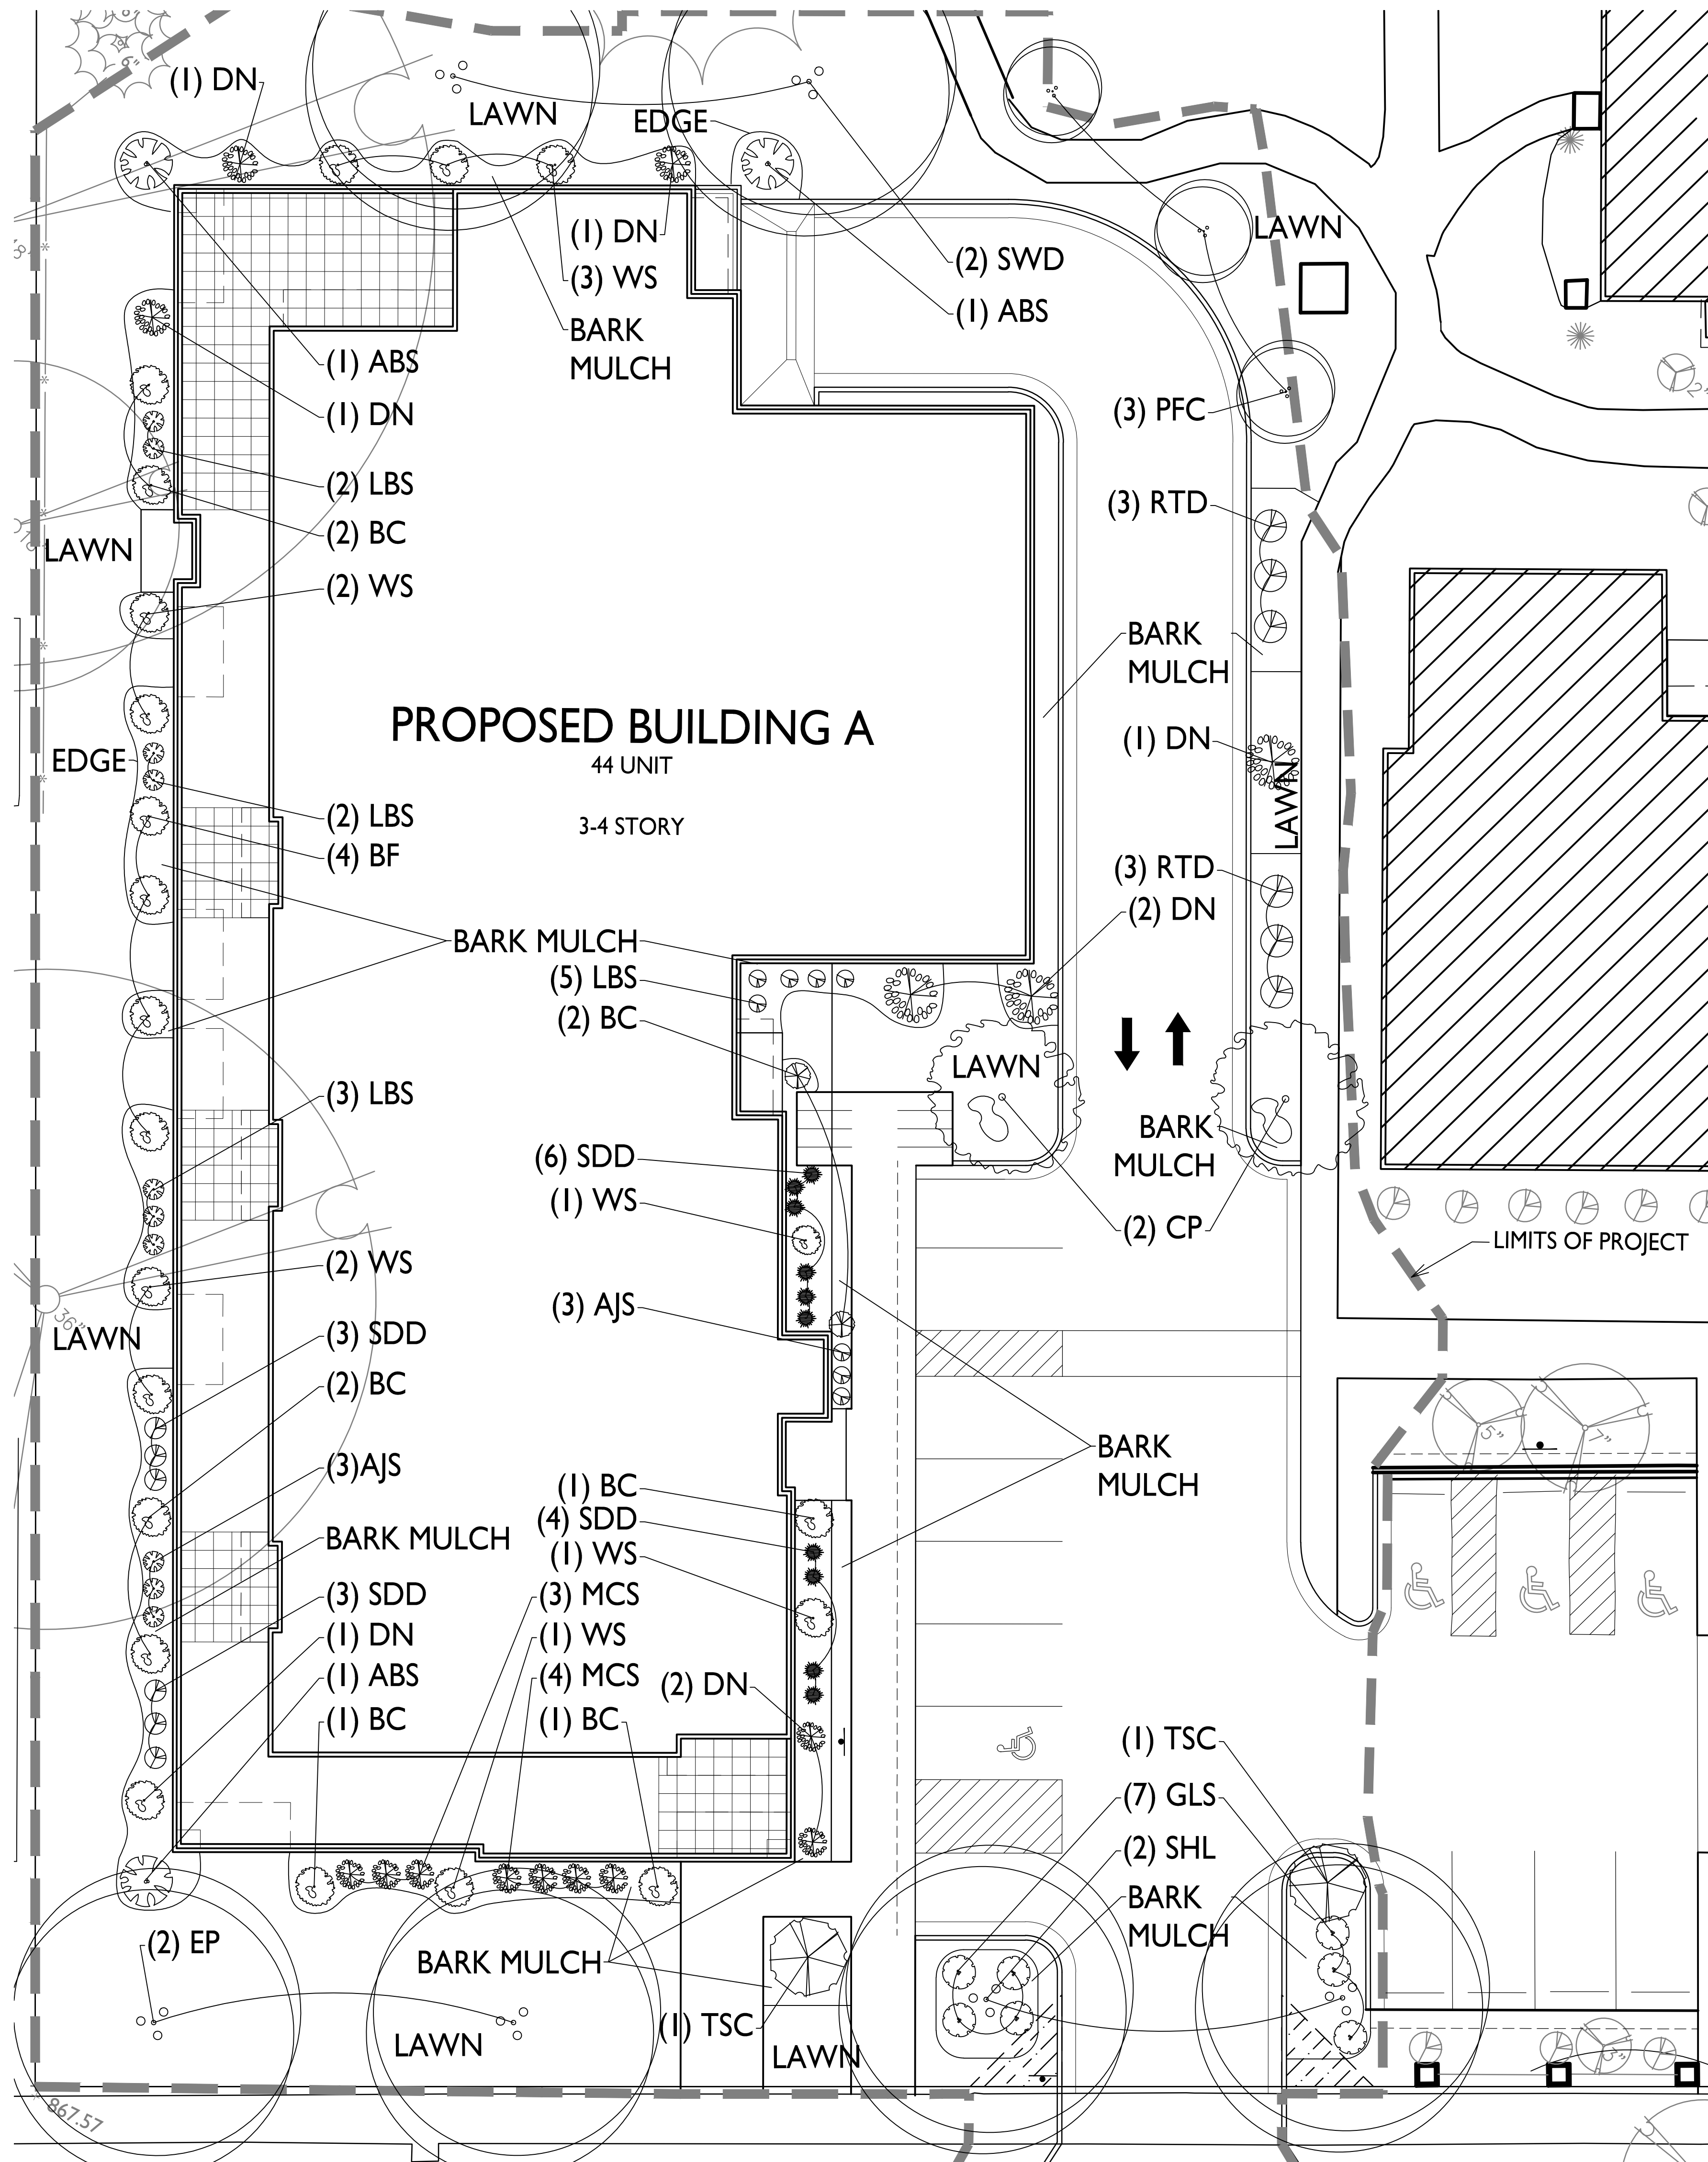 6"
(1) DN
LAWN
EDGE
(1) DN
(3) WS
BARK
MULCH
(2) SWD
(1) ABS
LAWN
(1) ABS
(1) DN
(3) PFC
2"
(2) LBS
(2) BC
(3) RTD
LAWN
(2) WS
BARK
MULCH
PROPOSED BUILDING A
44 UNIT
3-4 STORY
(1) DN
LAWN
EDGE
(2) LBS
(4) BF
(3) RTD
(2) DN
BARK MULCH
(5) LBS
(2) BC
LAWN
(3) LBS
BARK
MULCH
(6) SDD
(1) WS
(2) CP
LIMITS OF PROJECT
(2) WS
(3) AJS
36"
LAWN
(3) SDD
(2) BC
5"
7"
BARK
MULCH
(3)AJS
(1) BC
(4) SDD
BARK MULCH
(1) WS
(3) SDD
(3) MCS
(1) DN
(1) WS
(1) ABS
(4) MCS
(2) DN
(1) BC
(1) BC
(1) TSC
(7) GLS
(2) SHL
BARK
MULCH
(2) EP
BARK MULCH
(1) TSC
LAWN
LAWN
3"
867.57